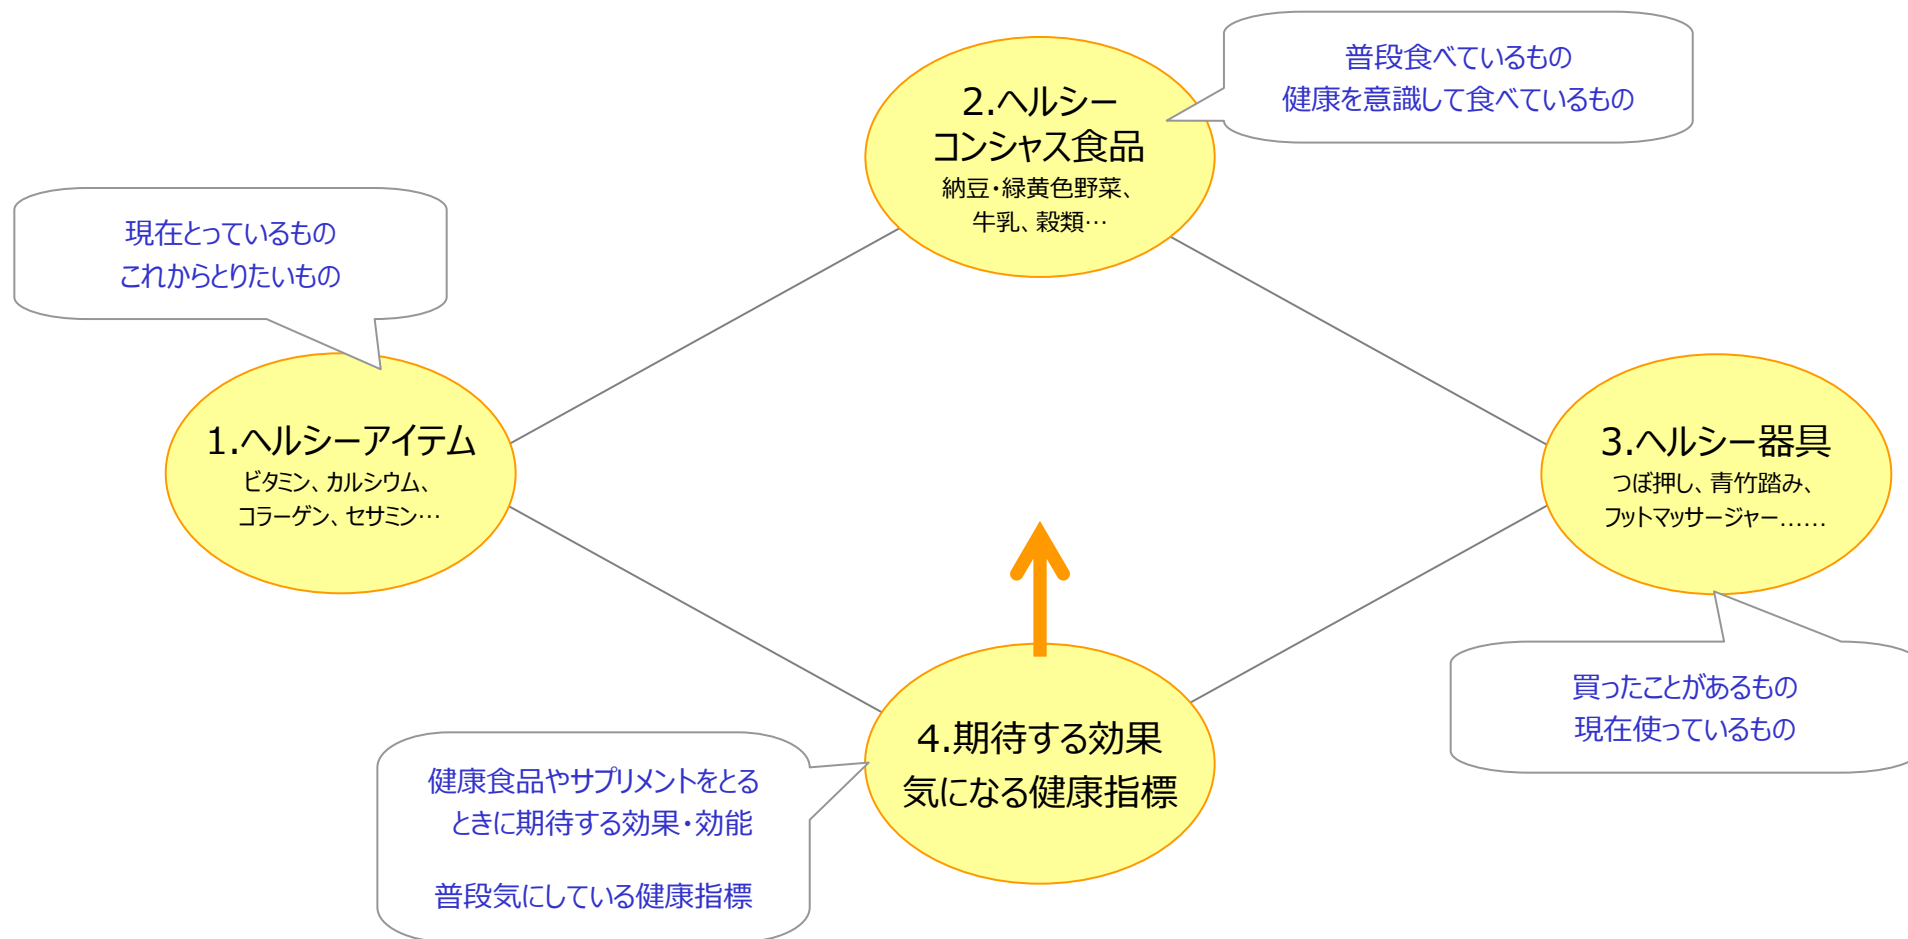 普段食べているもの
健康を意識して食べているもの
2.ヘルシー
コンシャス食品
納豆・緑黄色野菜、
牛乳、穀類…
現在とっているもの
これからとりたいもの
1.ヘルシーアイテム
ビタミン、カルシウム、
コラーゲン、セサミン…
3.ヘルシー器具
つぼ押し、青竹踏み、
フットマッサージャー……
買ったことがあるもの
現在使っているもの
4.期待する効果
気になる健康指標
健康食品やサプリメントをとる
ときに期待する効果・効能
普段気にしている健康指標